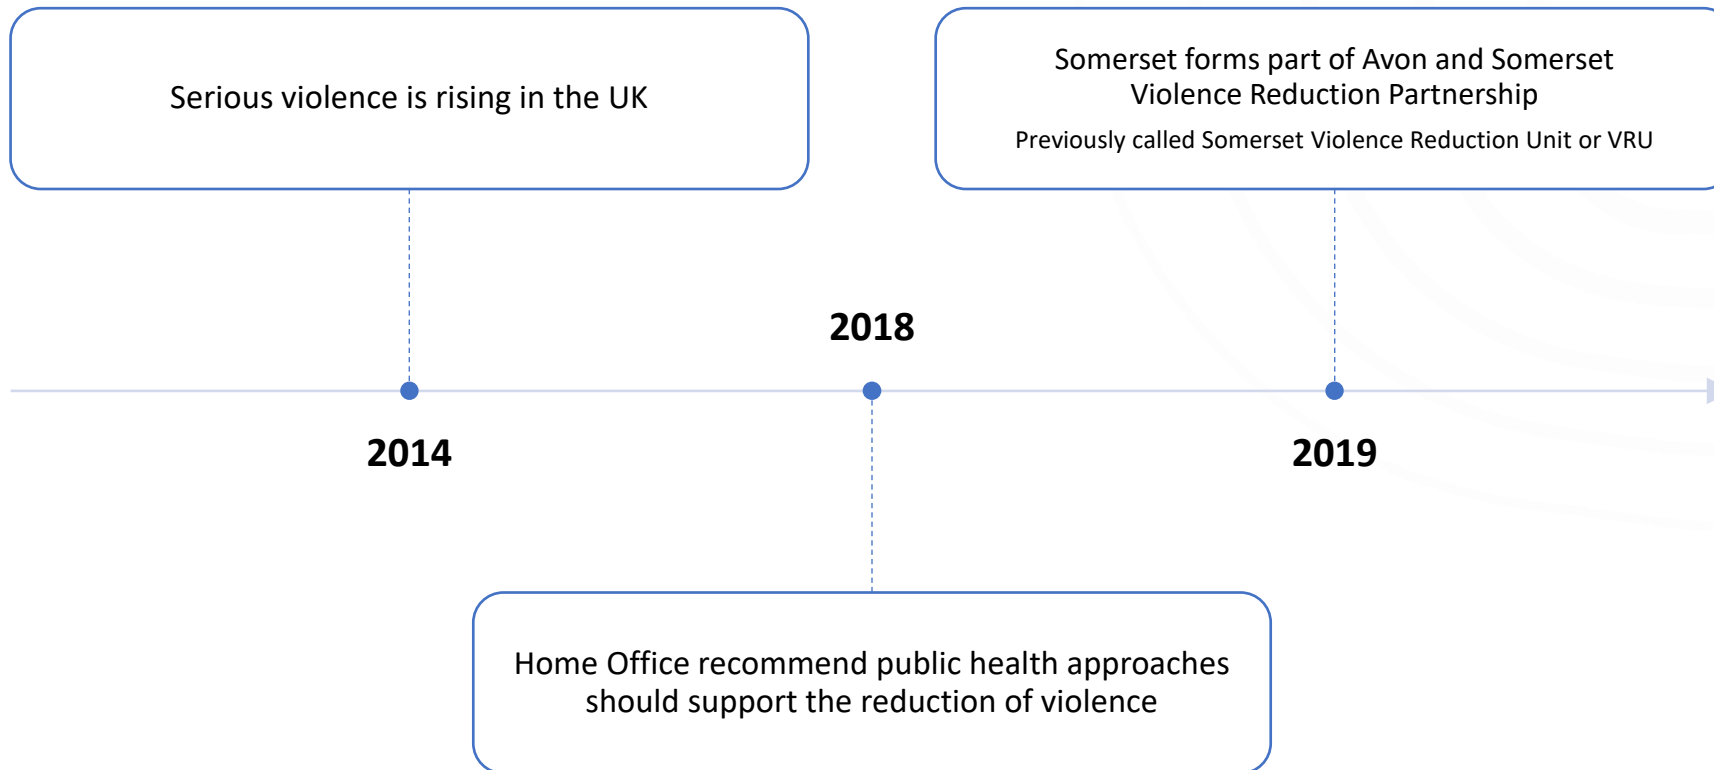 Serious violence is rising in the UK
Somerset forms part of Avon and Somerset
Violence Reduction Partnership
Previously called Somerset Violence Reduction Unit or VRU
2018
2014
2019
Home Office recommend public health approaches
should support the reduction of violence